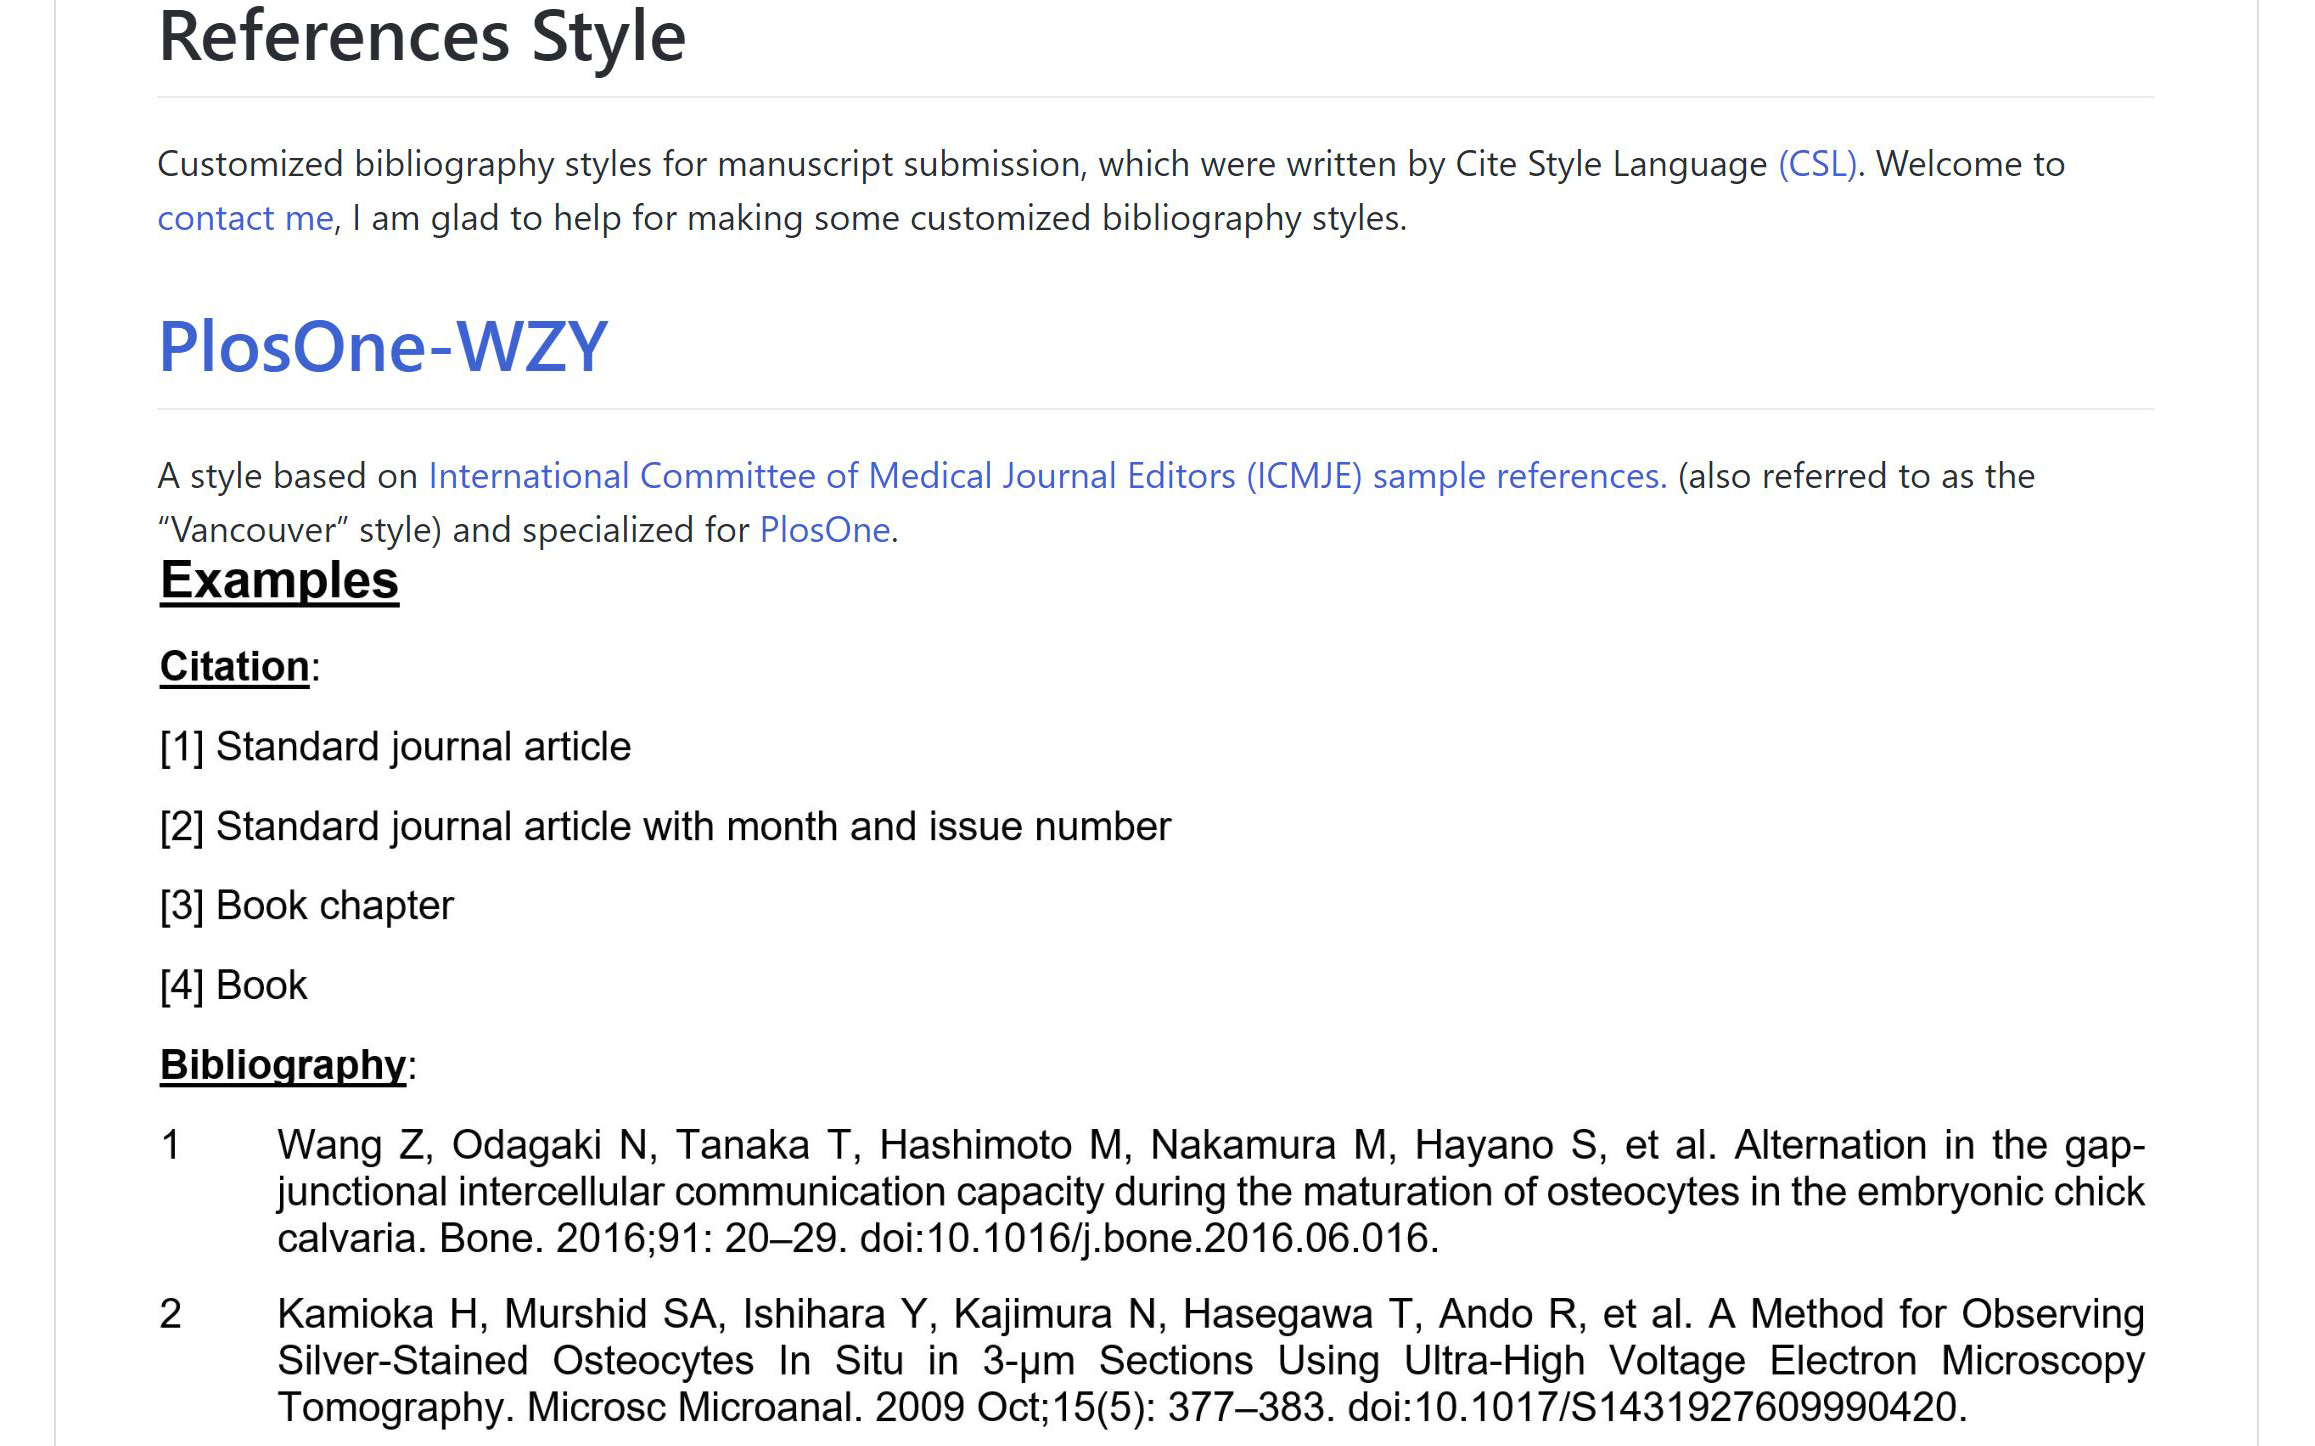 References Style
Customized bibliography styles for manuscript submission, which were written by Cite Style Language (CSL). Welcome to
contact me, I am glad to help for making some customized bibliography styles.
PlosOne-WZY
A style based on International Committee of Medical Journal Editors (ICMJE) sample references. (also referred to as the
“Vancouver” style) and specialized for PlosOne.
Examples
Citation:
[1] Standard journal article
[2] Standard journal article with month and issue number
[3] Book chapter
[4] Book
Bibliography:
1 Wang Z, Odagaki N, Tanaka T, Hashimoto M, Nakamura M, Hayano S, et al. Alternation in the gap-
junctional intercellular communication capacity during the maturation of osteocytes in the embryonic chick
calvaria. Bone. 2016;91: 20–29. doi:10.1016/j.bone.2016.06.016.
2 Kamioka H, Murshid SA, Ishihara Y, Kajimura N, Hasegawa T, Ando R, et al. A Method for Observing
Silver-Stained Osteocytes In Situ in 3-μm Sections Using Ultra-High Voltage Electron Microscopy
Tomography. Microsc Microanal. 2009 Oct;15(5): 377–383. doi:10.1017/S1431927609990420.